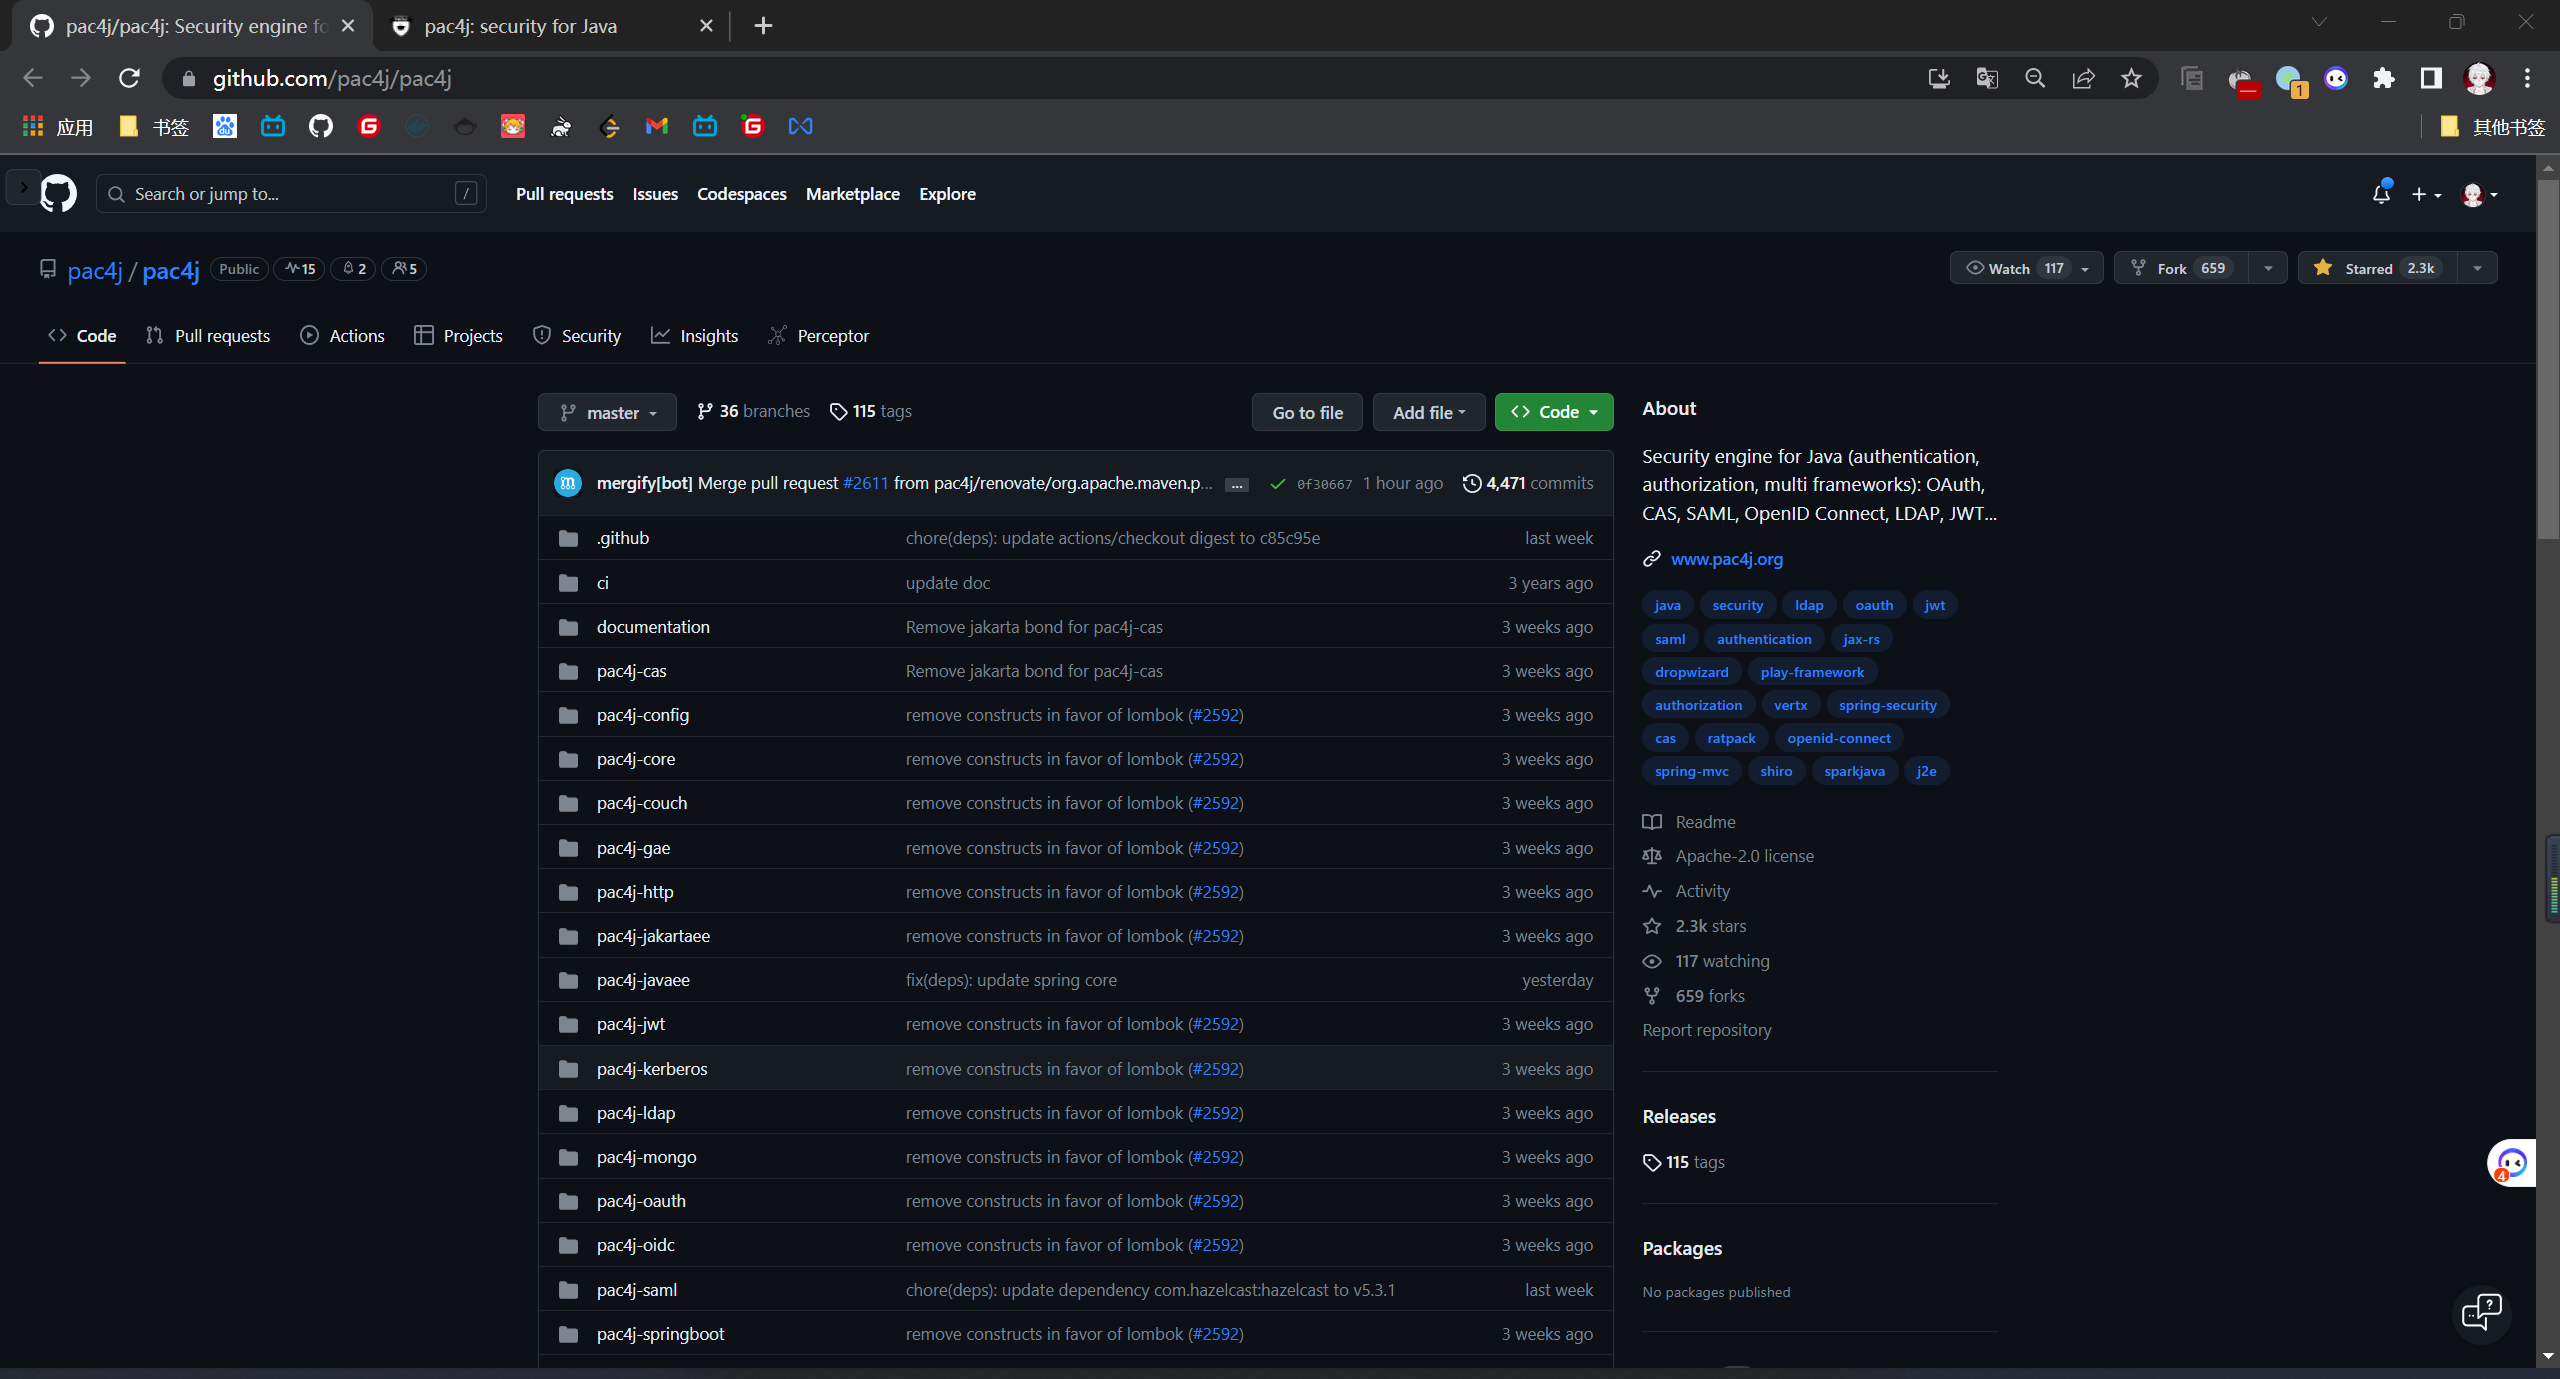 pac4j/pac4j: Security engine fo
pac4j: security for Java
github.com/pac4j/pac4j
1
应用
书签
其他书签
Search or jump to...
/
Pull requests
Issues
Codespaces
Marketplace
Explore
pac4j / pac4j
Public
15
2
5
Watch 117
Fork 659
Starred 2.3k
Code
Pull requests
Actions
Projects
Security
Insights
Perceptor
master
36 branches
115 tags
Go to file
Add file
Code
mergify[bot] Merge pull request #2611 from pac4j/renovate/org.apache.maven.p... ... 0f30667 1 hour ago 4,471 commits
.github chore(deps): update actions/checkout digest to c85c95e last week
ci update doc 3 years ago
documentation Remove jakarta bond for pac4j-cas 3 weeks ago
pac4j-cas Remove jakarta bond for pac4j-cas 3 weeks ago
pac4j-config remove constructs in favor of lombok (#2592) 3 weeks ago
pac4j-core remove constructs in favor of lombok (#2592) 3 weeks ago
pac4j-couch remove constructs in favor of lombok (#2592) 3 weeks ago
pac4j-gae remove constructs in favor of lombok (#2592) 3 weeks ago
pac4j-http remove constructs in favor of lombok (#2592) 3 weeks ago
pac4j-jakartaee remove constructs in favor of lombok (#2592) 3 weeks ago
pac4j-javaee fix(deps): update spring core yesterday
pac4j-jwt remove constructs in favor of lombok (#2592) 3 weeks ago
pac4j-kerberos remove constructs in favor of lombok (#2592) 3 weeks ago
pac4j-ldap remove constructs in favor of lombok (#2592) 3 weeks ago
pac4j-mongo remove constructs in favor of lombok (#2592) 3 weeks ago
pac4j-oauth remove constructs in favor of lombok (#2592) 3 weeks ago
pac4j-oidc remove constructs in favor of lombok (#2592) 3 weeks ago
pac4j-saml chore(deps): update dependency com.hazelcast:hazelcast to v5.3.1 last week
pac4j-springboot remove constructs in favor of lombok (#2592) 3 weeks ago
About
Security engine for Java (authentication,
authorization, multi frameworks): OAuth,
CAS, SAML, OpenID Connect, LDAP, JWT...
www.pac4j.org
java security ldap oauth jwt
saml authentication jax-rs
dropwizard play-framework
authorization vertx spring-security
cas ratpack openid-connect
spring-mvc shiro sparkjava j2e
Readme
Apache-2.0 license
Activity
2.3k stars
117 watching
659 forks
Report repository
Releases
115 tags
Packages
No packages published
4